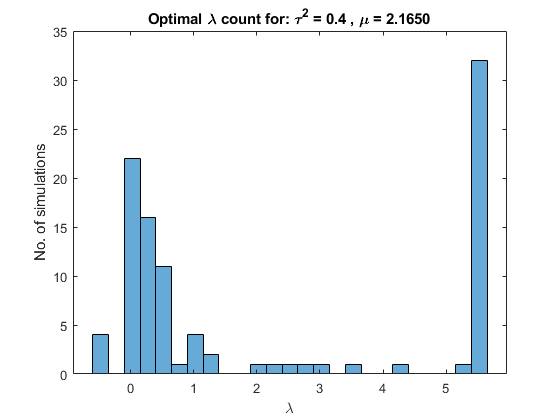 Optimal λ count for: τ² = 0.4 , μ = 2.1650
35
30
25
20
15
10
5
0
No. of simulations
0 1 2 3 4 5
λ